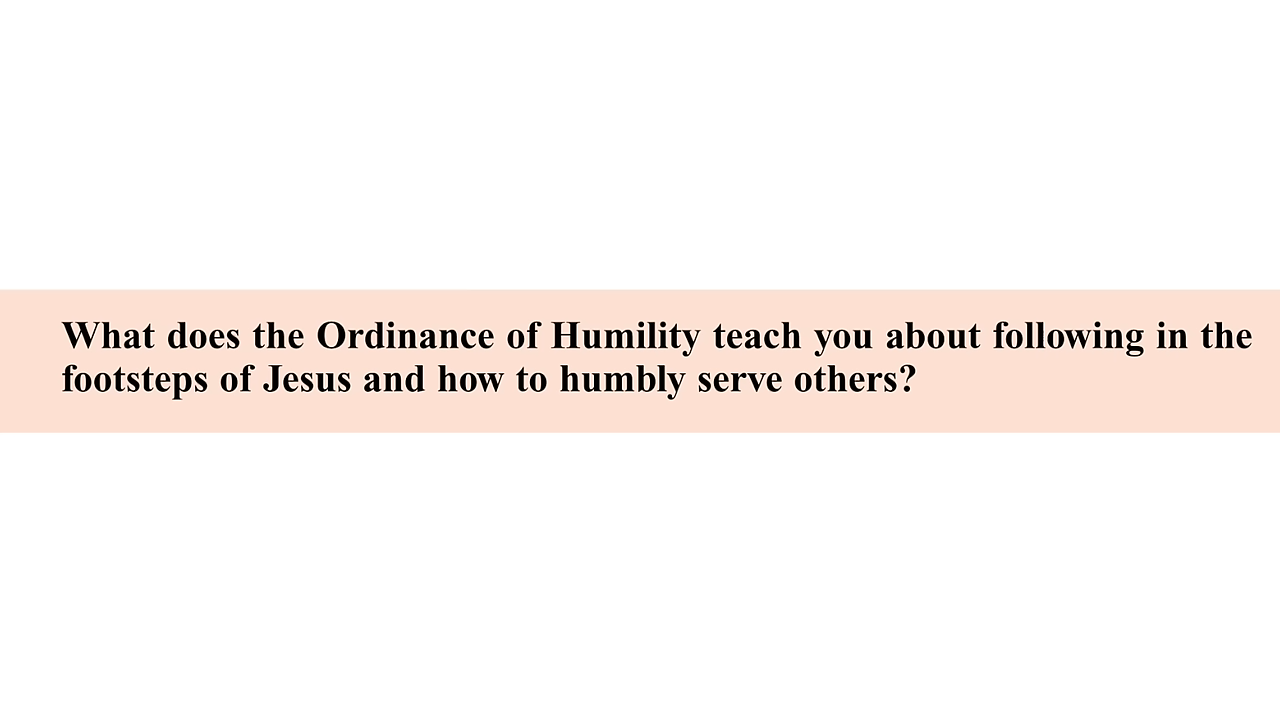 What does the Ordinance of Humility teach you about following in the
footsteps of Jesus and how to humbly serve others?